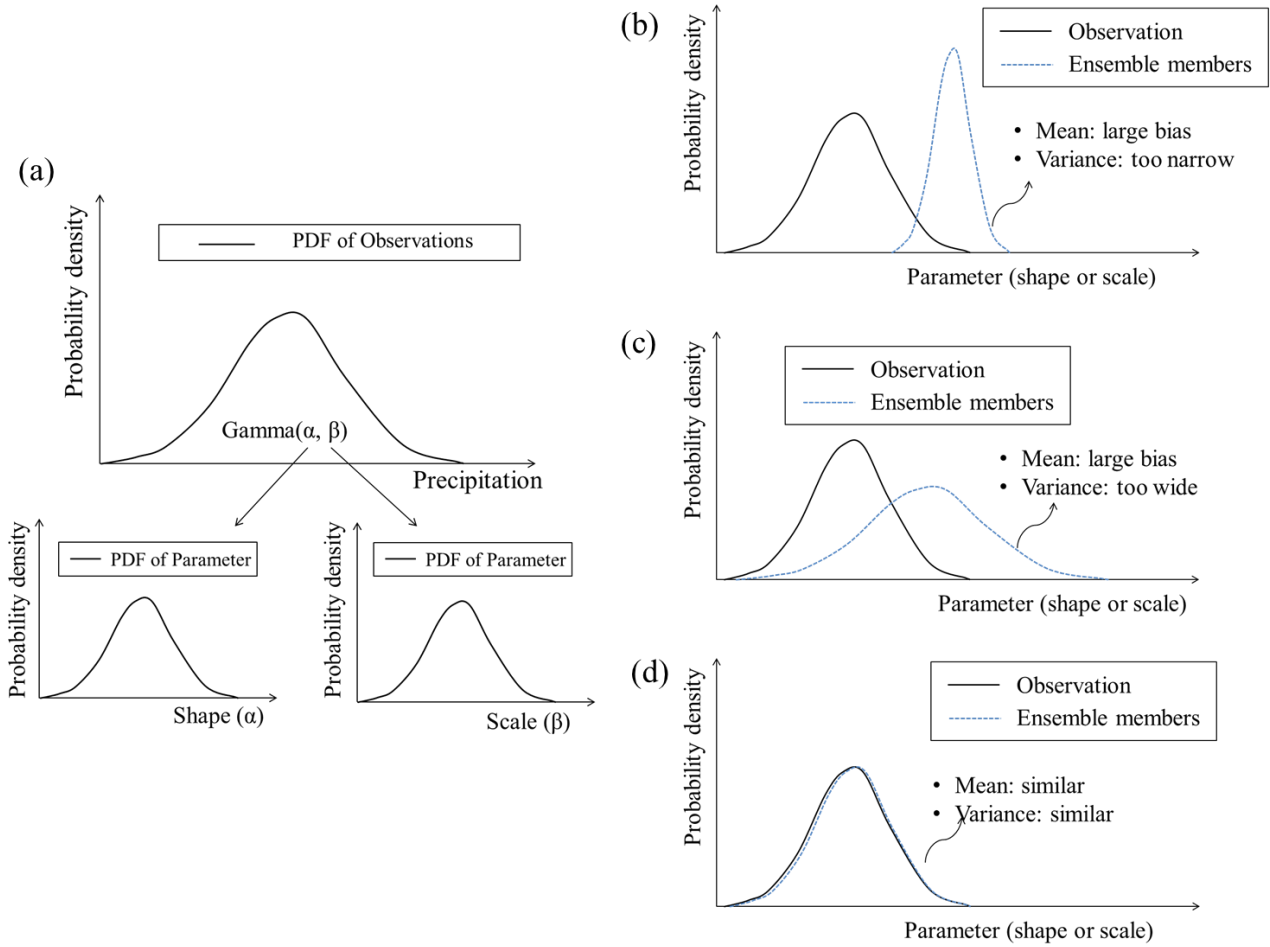 (a)
Probability density
PDF of Observations
Gamma(α, β)
Precipitation
Probability density
PDF of Parameter
Shape (α)
Probability density
PDF of Parameter
Scale (β)
(b)
Probability density
Observation
Ensemble members
• Mean: large bias
• Variance: too narrow
Parameter (shape or scale)
(c)
Probability density
Observation
Ensemble members
• Mean: large bias
• Variance: too wide
Parameter (shape or scale)
(d)
Probability density
Observation
Ensemble members
• Mean: similar
• Variance: similar
Parameter (shape or scale)